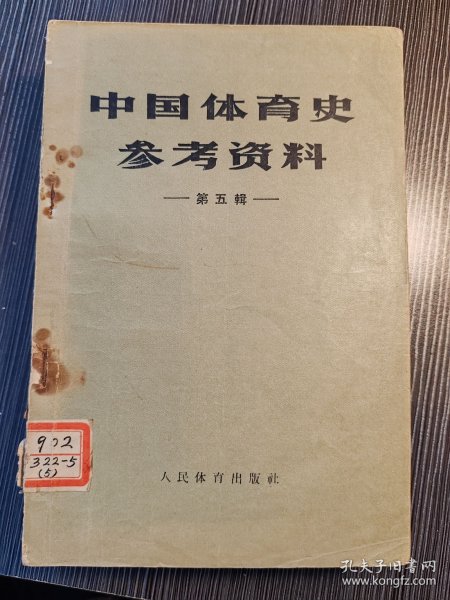 中国体育史
参考资料
—第五輯—
902
322-5
(5)
人民体育出版社
孔夫子旧书网
www.kongfz.com